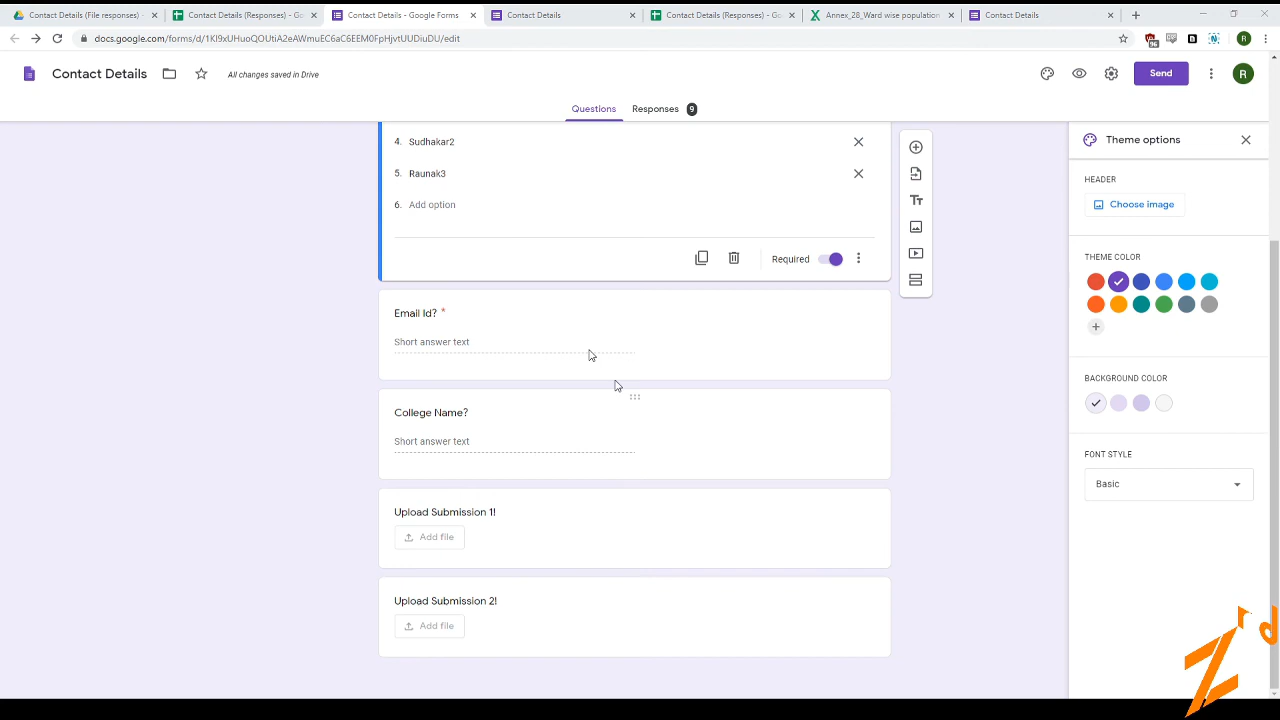 Contact Details (File responses) -
Contact Details (Responses) - Go
Contact Details - Google Forms
Contact Details
Contact Details (Responses) - Go
Annex_28_Ward wise population
Contact Details
docs.google.com/forms/d/1KI9xUHuoQOUtiA2eAWmuEC6aC6EEM0FpHjvtUUDiuDU/edit
96
R
Contact Details
All changes saved in Drive
Send
R
Questions
Responses 9
4. Sudhakar2
5. Raunak3
6. Add option
Required
Email Id? *
Short answer text
College Name?
Short answer text
Upload Submission 1!
Add file
Upload Submission 2!
Add file
Theme options
HEADER
Choose image
THEME COLOR
BACKGROUND COLOR
FONT STYLE
Basic